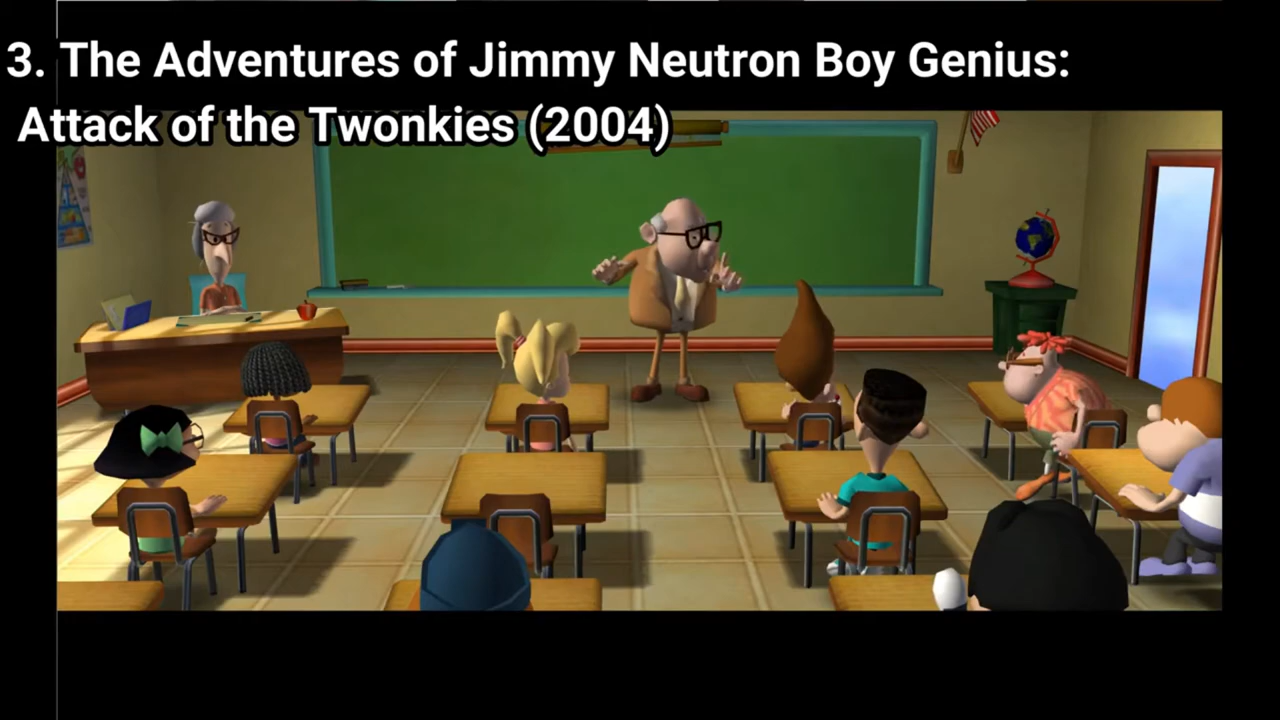 3. The Adventures of Jimmy Neutron Boy Genius:
Attack of the Twonkies (2004)